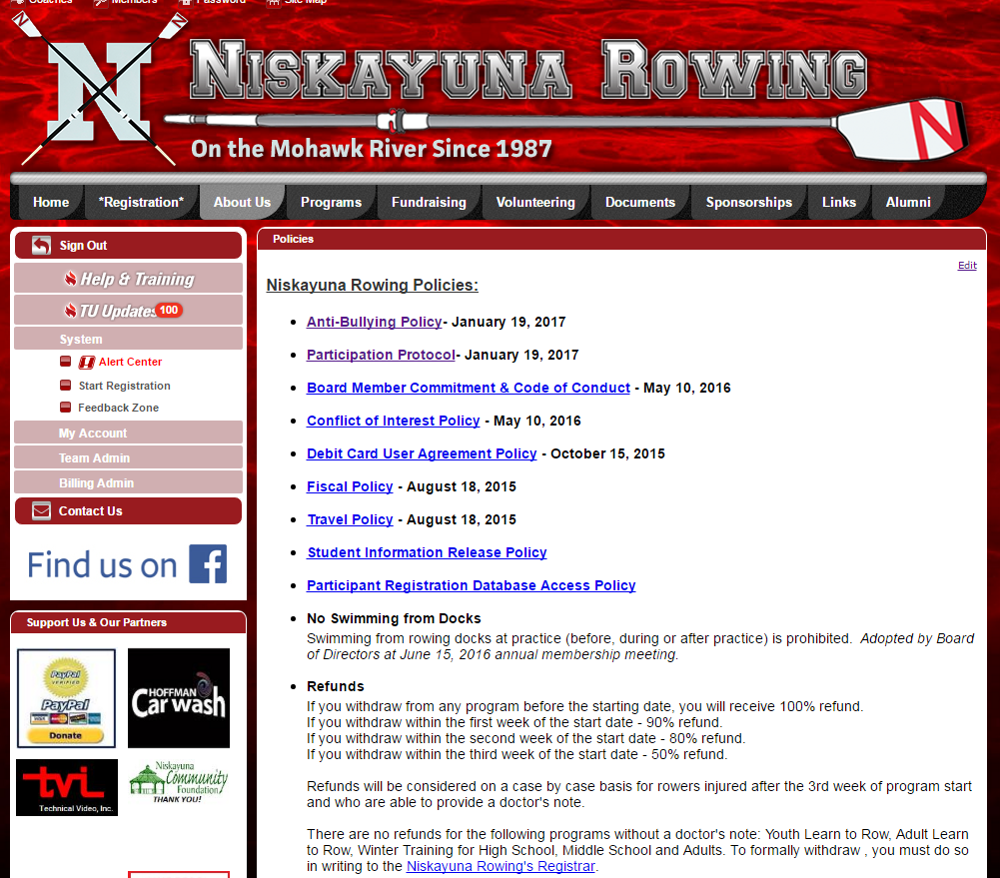 Coaches Members Password Site Map
N N
N
NISKAYUNA ROWING
N
On the Mohawk River Since 1987
Home *Registration* About Us Programs Fundraising Volunteering Documents Sponsorships Links Alumni
Sign Out
Help & Training
TU Updates 100
System
Alert Center
Start Registration
Feedback Zone
My Account
Team Admin
Billing Admin
Contact Us
Find us on f
Support Us & Our Partners
PayPal
VERIFIED
PayPal
VISA
Donate
HOFFMAN
Car wash
tvi
Technical Video, Inc.
Niskayuna
Community
Foundation
THANK YOU!
Policies
Edit
Niskayuna Rowing Policies:
• Anti-Bullying Policy- January 19, 2017
• Participation Protocol- January 19, 2017
• Board Member Commitment & Code of Conduct - May 10, 2016
• Conflict of Interest Policy - May 10, 2016
• Debit Card User Agreement Policy - October 15, 2015
• Fiscal Policy - August 18, 2015
• Travel Policy - August 18, 2015
• Student Information Release Policy
• Participant Registration Database Access Policy
• No Swimming from Docks
Swimming from rowing docks at practice (before, during or after practice) is prohibited. Adopted by Board
of Directors at June 15, 2016 annual membership meeting.
• Refunds
If you withdraw from any program before the starting date, you will receive 100% refund.
If you withdraw within the first week of the start date - 90% refund.
If you withdraw within the second week of the start date - 80% refund.
If you withdraw within the third week of the start date - 50% refund.
Refunds will be considered on a case by case basis for rowers injured after the 3rd week of program start
and who are able to provide a doctor's note.
There are no refunds for the following programs without a doctor's note: Youth Learn to Row, Adult Learn
to Row, Winter Training for High School, Middle School and Adults. To formally withdraw , you must do so
in writing to the Niskayuna Rowing's Registrar.